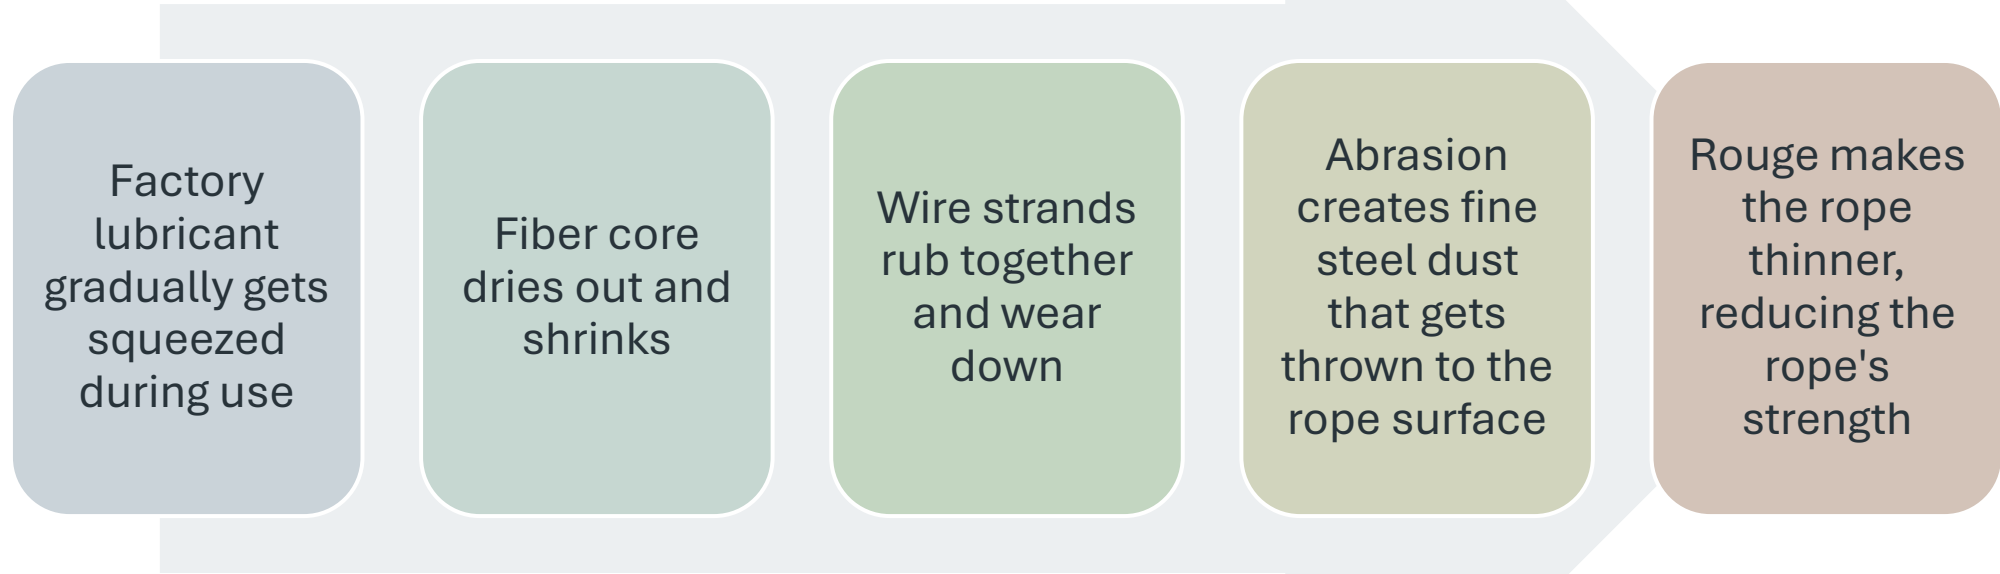 Factory
lubricant
gradually gets
squeezed
during use
Fiber core
dries out and
shrinks
Wire strands
rub together
and wear
down
Abrasion
creates fine
steel dust
that gets
thrown to the
rope surface
Rouge makes
the rope
thinner,
reducing the
rope's
strength